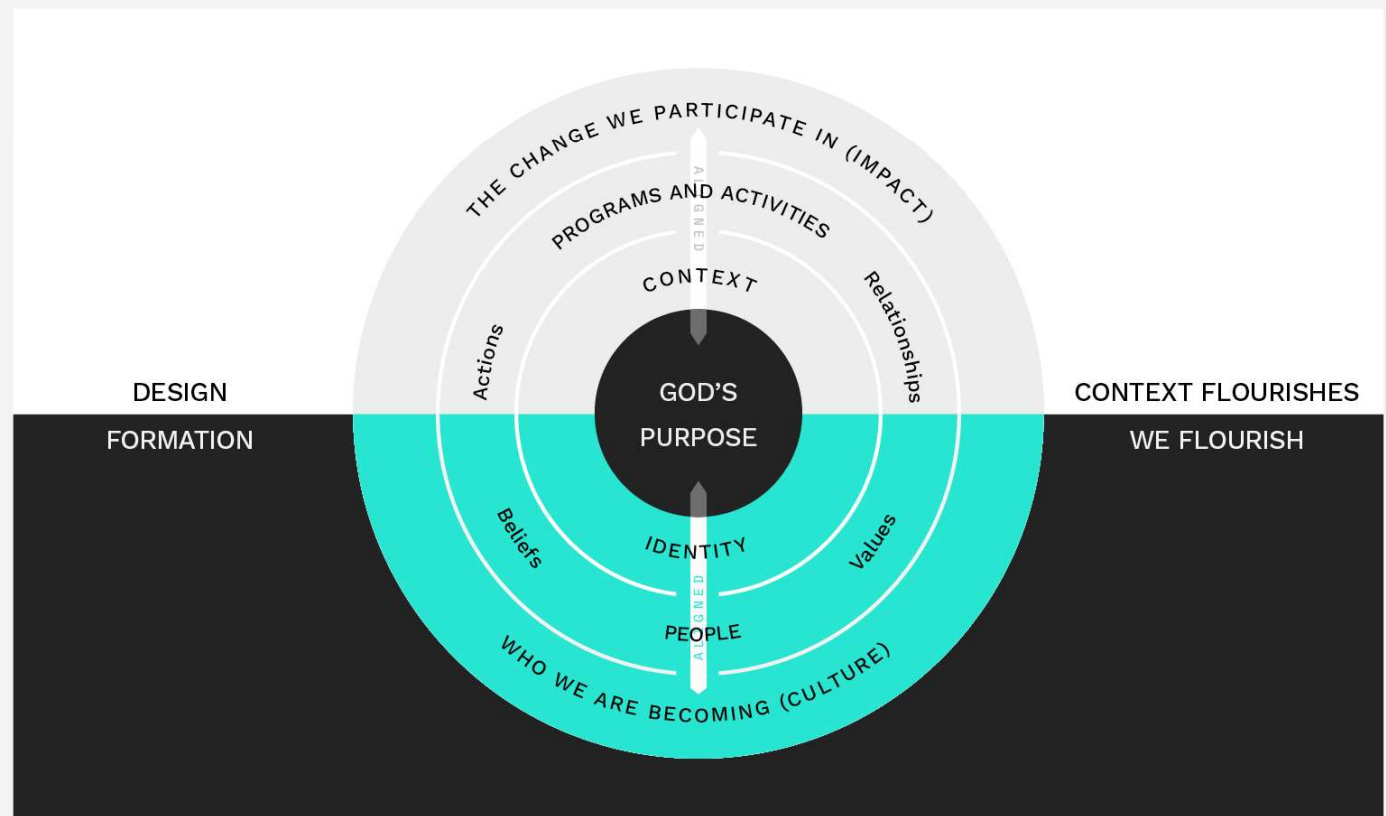 THE CHANGE WE PARTICIPATE IN (IMPACT)
ALIGNED
PROGRAMS AND ACTIVITIES
CONTEXT
Actions
Relationships
DESIGN
FORMATION
GOD'S
PURPOSE
CONTEXT FLOURISHES
WE FLOURISH
Beliefs
Values
IDENTITY
ALIGNED
PEOPLE
WHO WE ARE BECOMING (CULTURE)